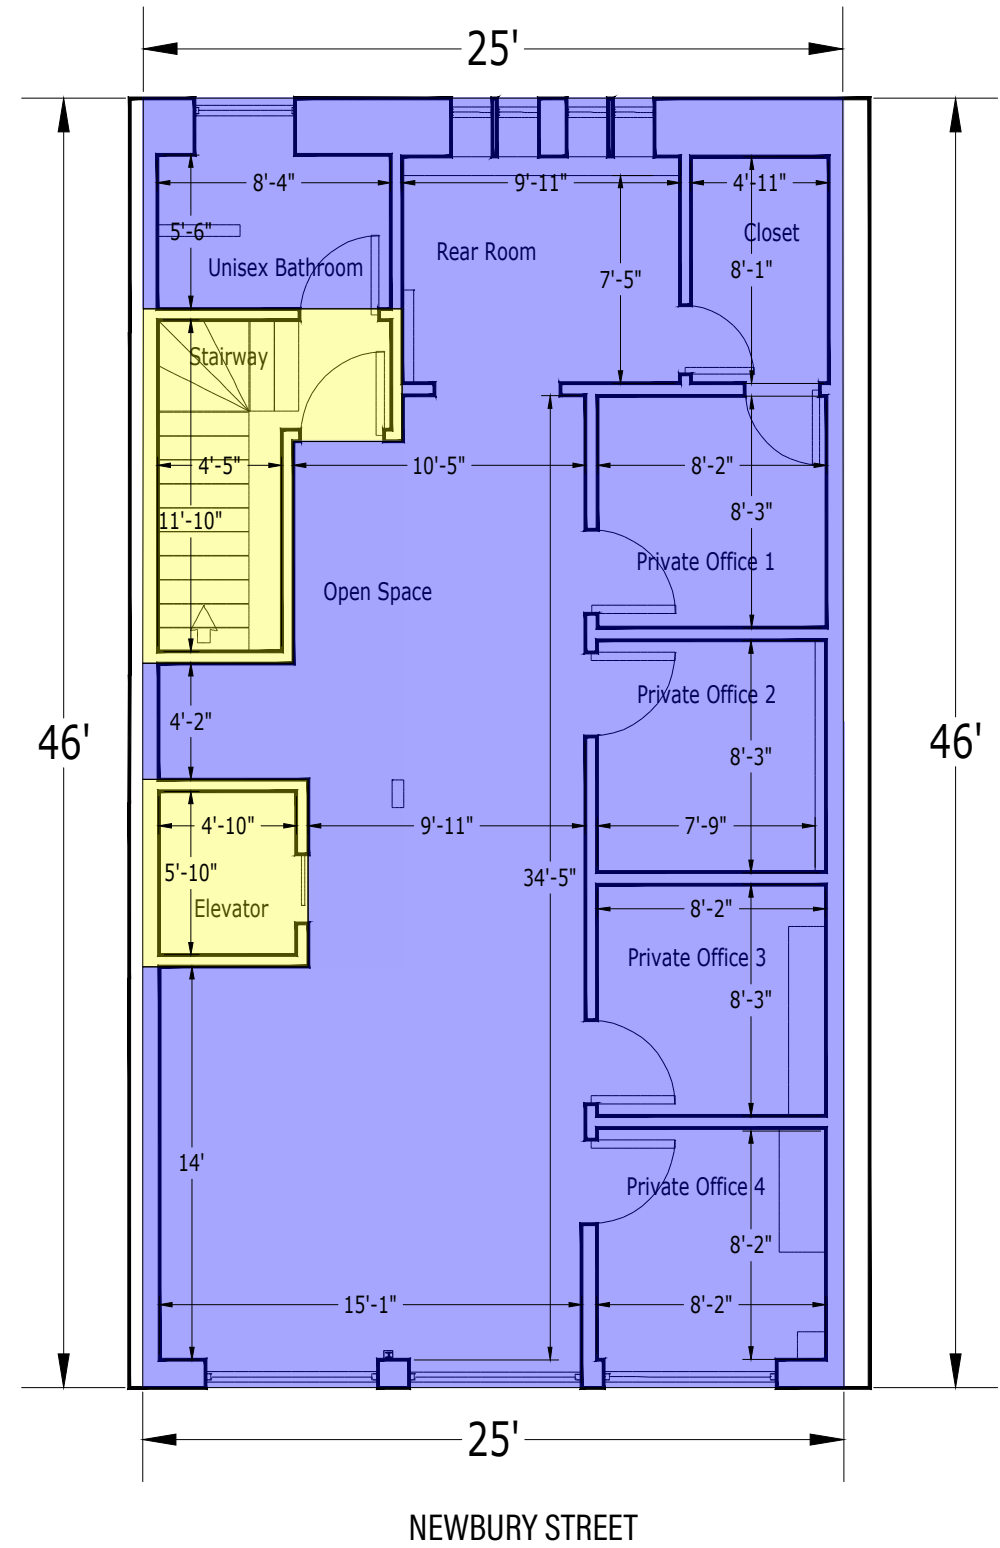 25'
8'-4"
9'-11"
4'-11"
5'-6"
Closet
Rear Room
Unisex Bathroom
8'-1"
7'-5"
Stairway
4'-5"
10'-5"
8'-2"
8'-3"
11'-10"
Private Office 1
Open Space
Private Office 2
4'-2"
46'
46'
8'-3"
4'-10"
9'-11"
7'-9"
5'-10"
34'-5"
Elevator
8'-2"
Private Office 3
8'-3"
14'
Private Office 4
8'-2"
15'-1"
8'-2"
25'
NEWBURY STREET